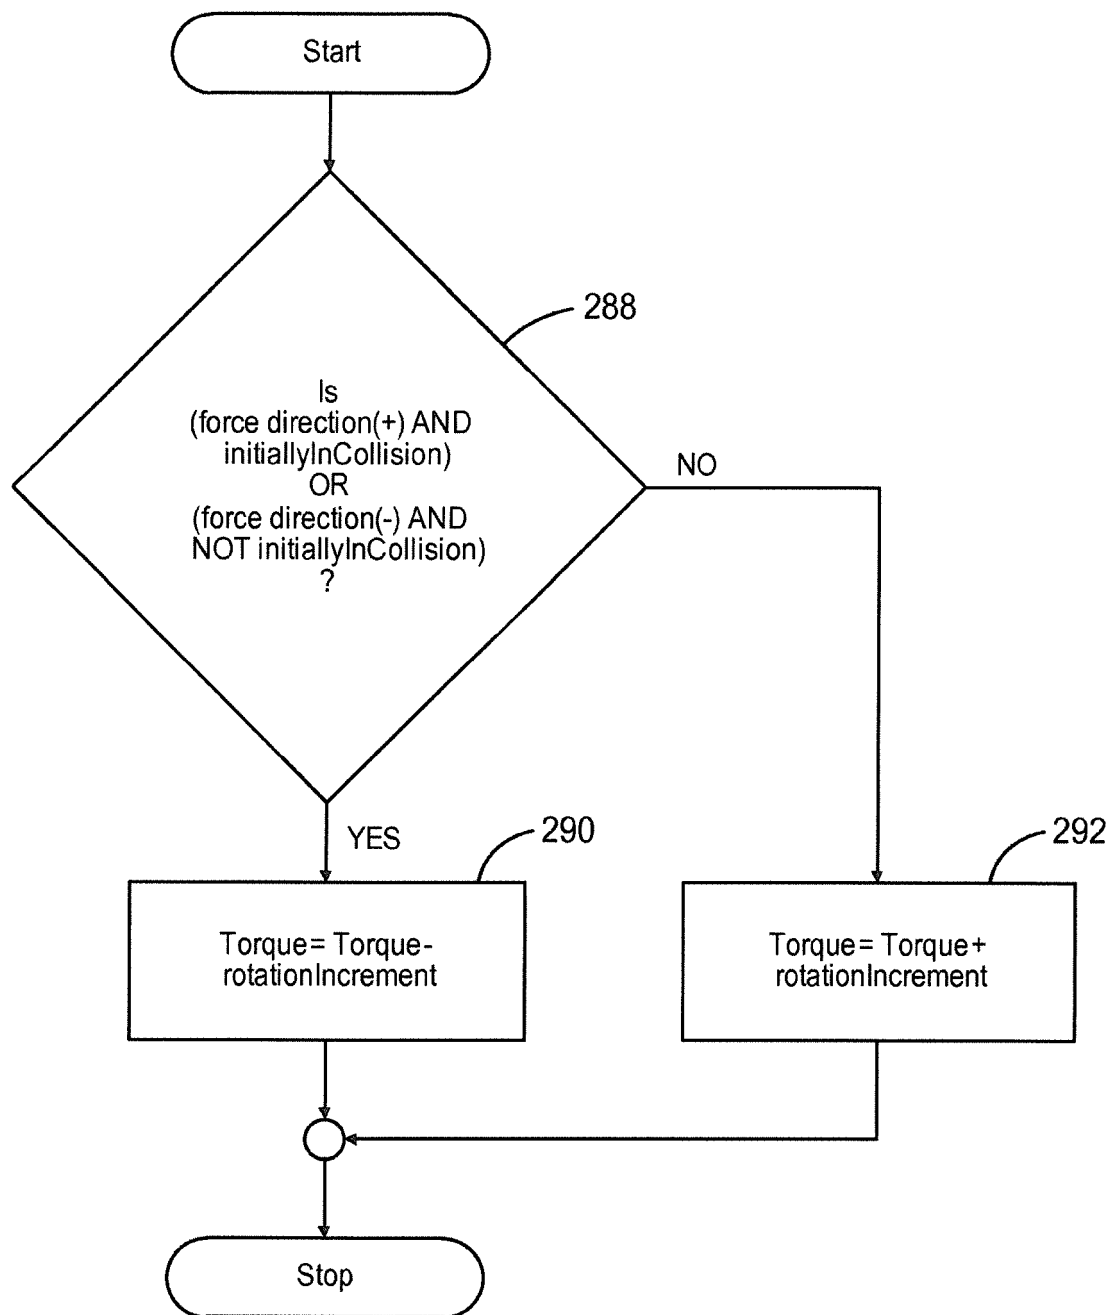 Start
288
Is
(force direction(+) AND
initiallyInCollision)
OR
(force direction(-) AND
NOT initiallyInCollision)
?
NO
YES
290
292
Torque= Torque-
rotationIncrement
Torque= Torque+
rotationIncrement
Stop